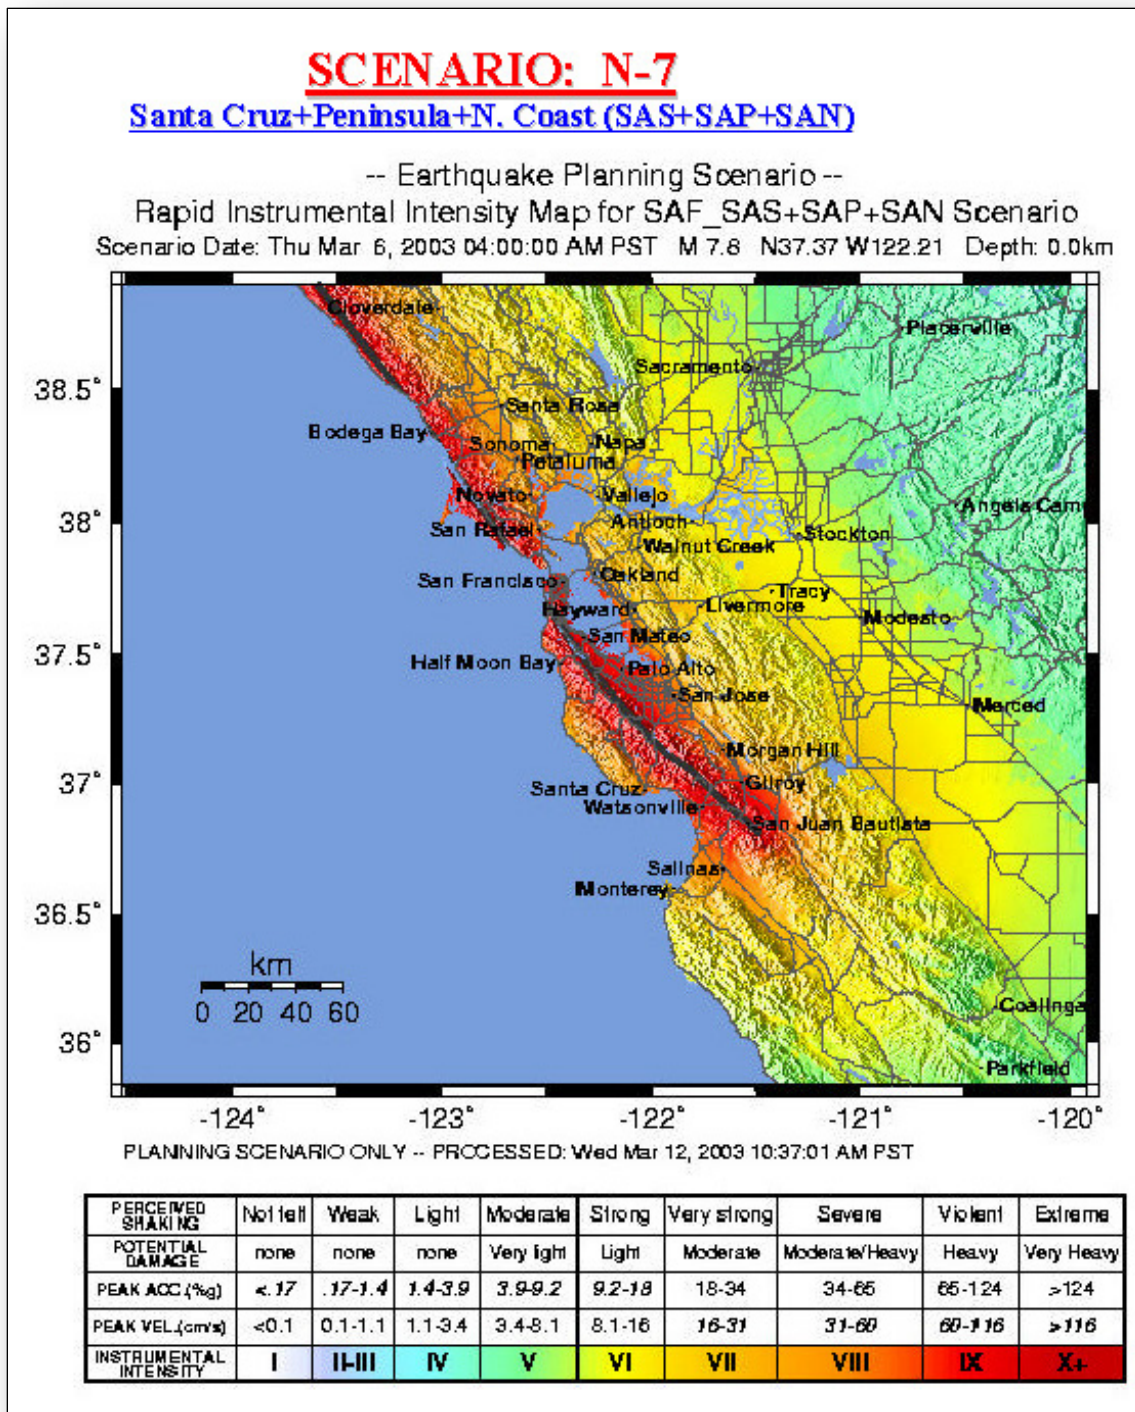 SCENARIO: N-7
Santa Cruz+Peninsula+N. Coast (SAS+SAP+SAN)
-- Earthquake Planning Scenario --
Rapid Instrumental Intensity Map for SAF_SAS+SAP+SAN Scenario
Scenario Date: Thu Mar 6, 2003 04:00:00 AM PST M 7.8 N37.37 W122.21 Depth: 0.0km
Cloverdale
Placerville
Sacramento
38.5°
Santa Rosa
Bodega Bay
Sonoma
Napa
Petaluma
Novato
Vallejo
Angels Cam
38°
Antioch
San Rafael
Stockton
Walnut Creek
San Francisco
Oakland
Tracy
Hayward
Livermore
Modesto
San Mateo
37.5°
Half Moon Bay
Palo Alto
San Jose
Merced
Morgan Hill
37°
Gilroy
Santa Cruz
Watsonville
San Juan Bautista
Salinas
Monterey
36.5°
km
0 20 40 60
Coalinga
36°
Parkfield
-124° -123° -122° -121° -120°
PLANNING SCENARIO ONLY -- PROCESSED: Wed Mar 12, 2003 10:37:01 AM PST
PERCEIVED SHAKING Not felt Weak Light Moderate Strong Very strong Severe Violent Extreme
POTENTIAL DAMAGE none none none Very light Light Moderate Moderate/Heavy Heavy Very Heavy
PEAK ACC.(%g) <.17 .17-1.4 1.4-3.9 3.9-9.2 9.2-18 18-34 34-65 65-124 >124
PEAK VEL.(cm/s) <0.1 0.1-1.1 1.1-3.4 3.4-8.1 8.1-16 16-31 31-60 60-116 >116
INSTRUMENTAL INTENSITY I II-III IV V VI VII VIII IX X+